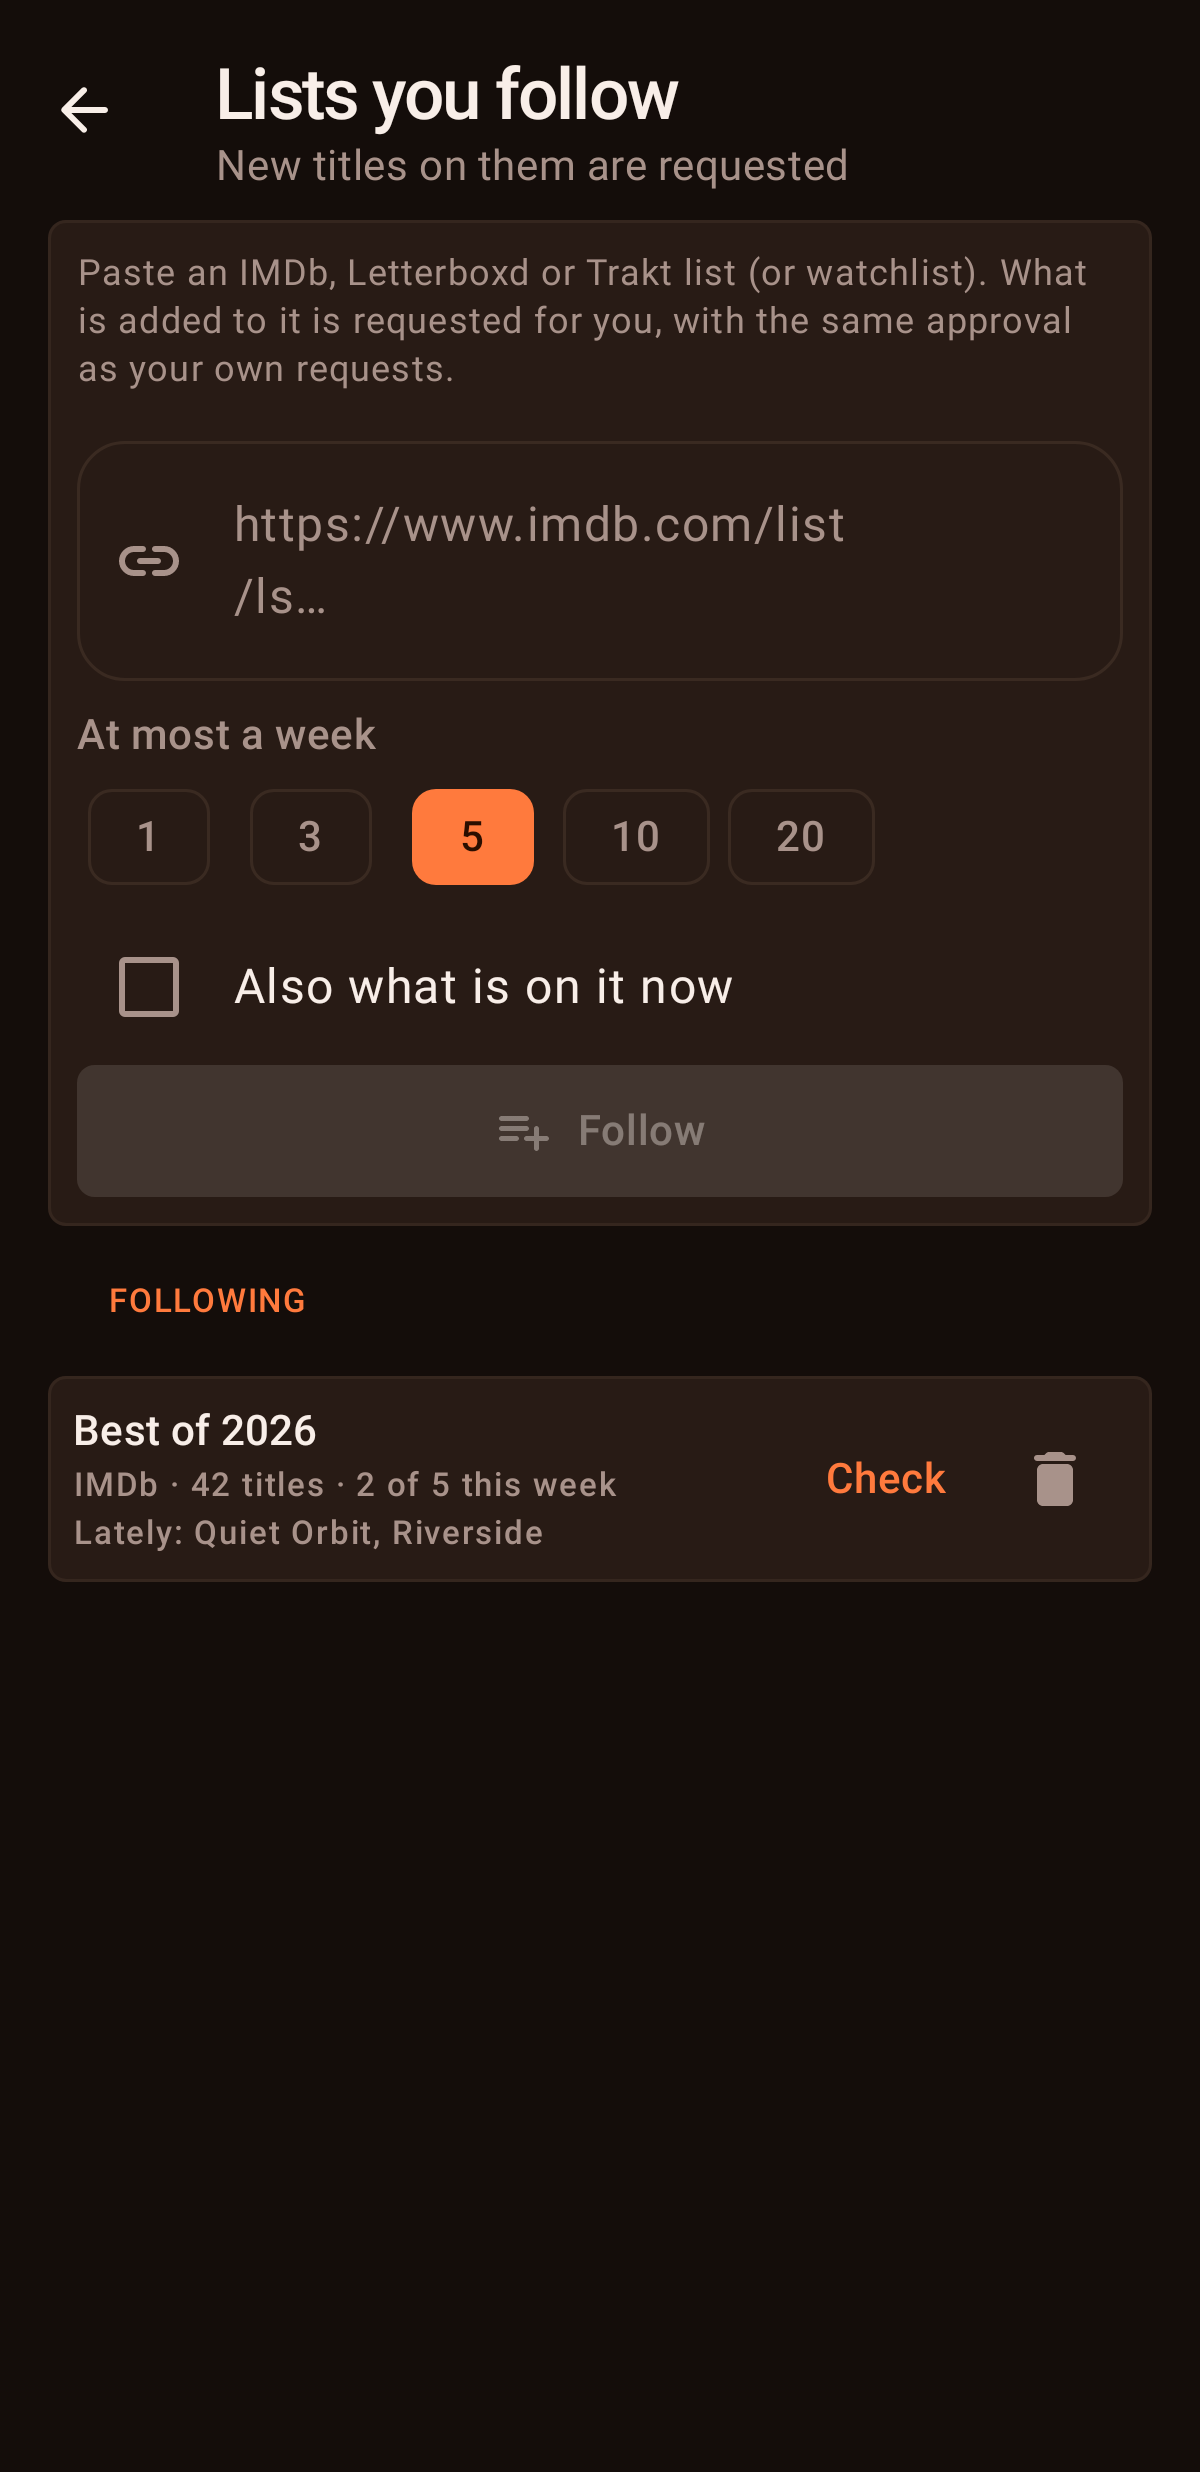 Lists you follow
New titles on them are requested
Paste an IMDb, Letterboxd or Trakt list (or watchlist). What
is added to it is requested for you, with the same approval
as your own requests.
https://www.imdb.com/list
/ls…
At most a week
1 3 5 10 20
Also what is on it now
Follow
FOLLOWING
Best of 2026
IMDb · 42 titles · 2 of 5 this week
Lately: Quiet Orbit, Riverside
Check